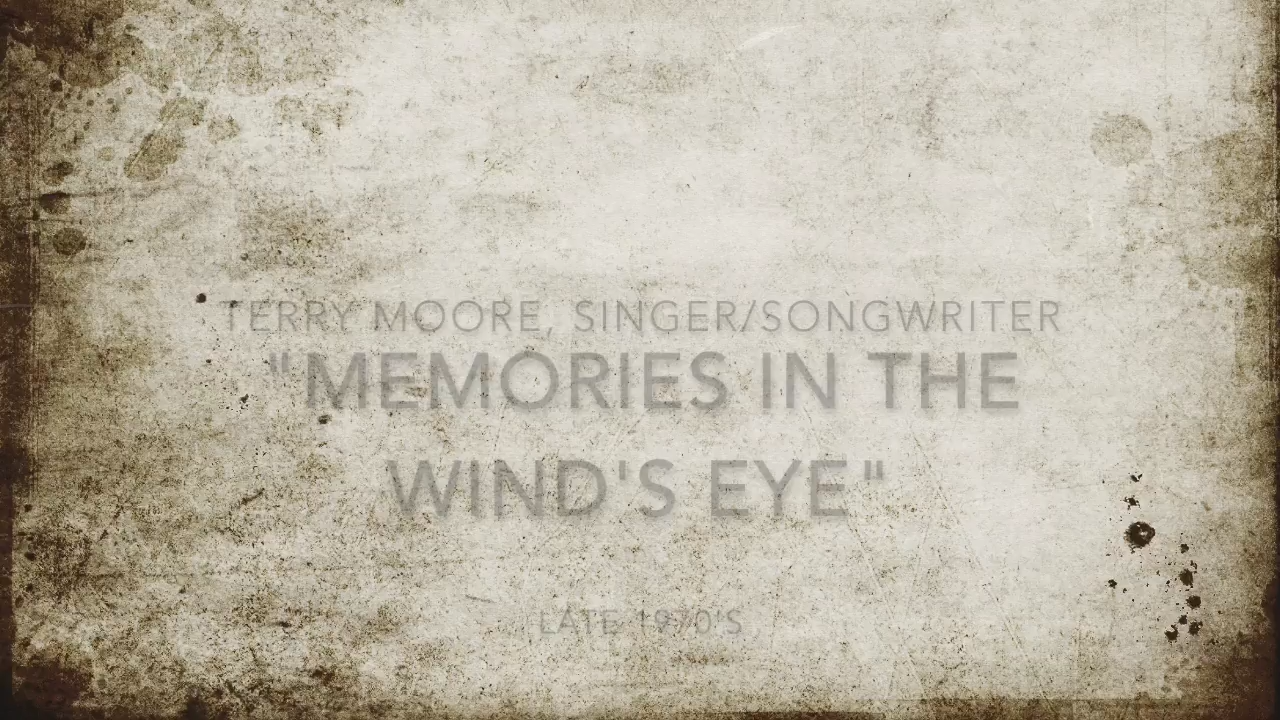 TERRY MOORE, SINGER/SONGWRITER
"MEMORIES IN THE
WIND'S EYE"
LATE 1970'S